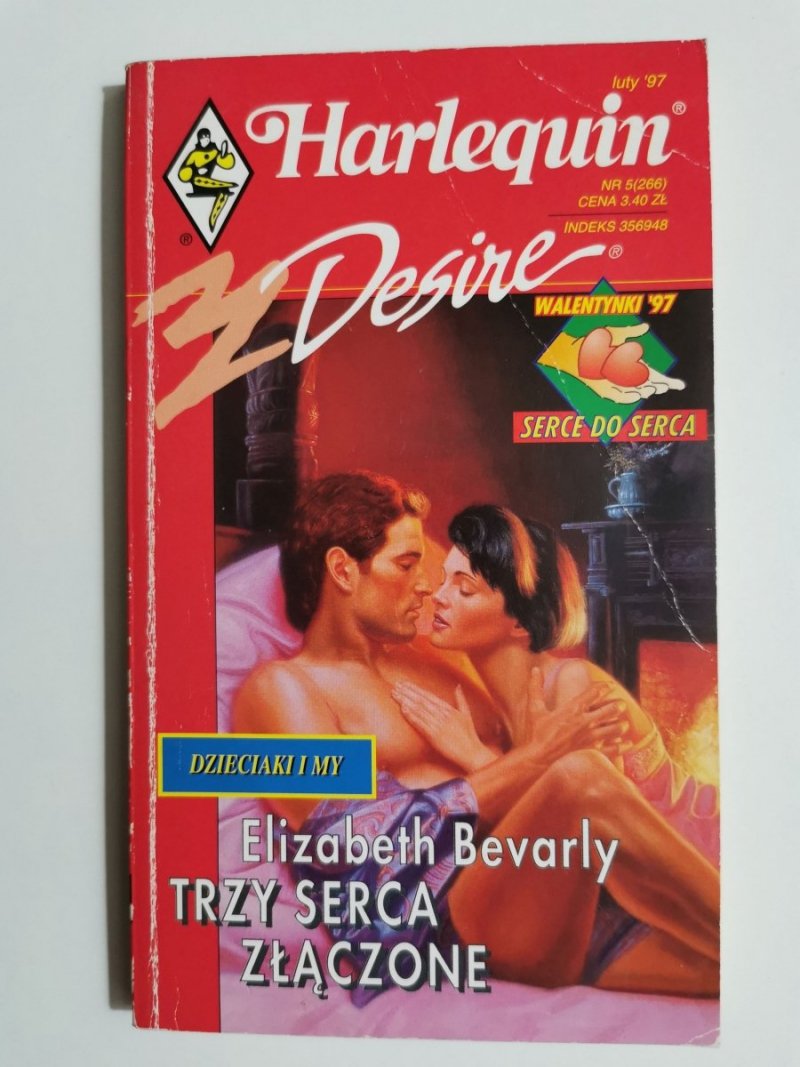 luty '97
Harlequin®
NR 5(266)
CENA 3.40 ZŁ
INDEKS 356948
®
Desire®
WALENTYNKI '97
SERCE DO SERCA
DZIECIAKI I MY
Elizabeth Bevarly
TRZY SERCA
ZŁĄCZONE